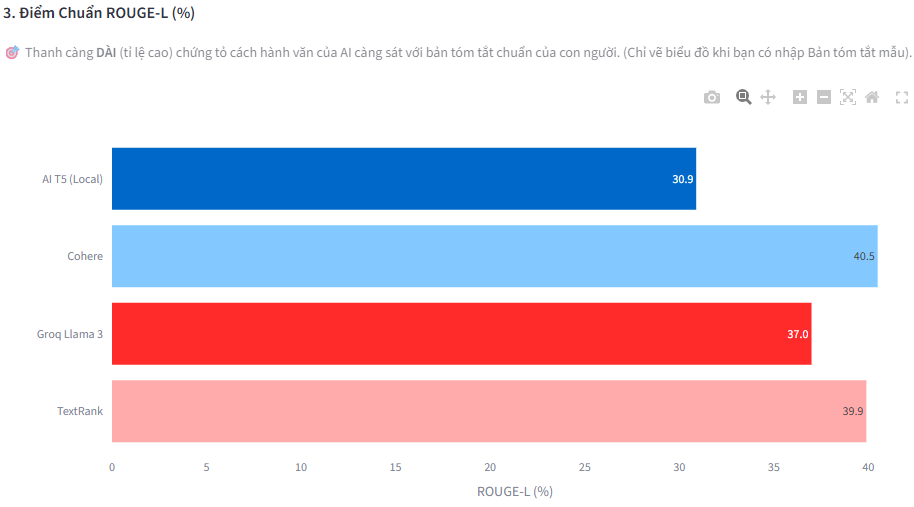 3. Điểm Chuẩn ROUGE-L (%)
🎯 Thanh càng DÀI (tỉ lệ cao) chứng tỏ cách hành văn của AI càng sát với bản tóm tắt chuẩn của con người. (Chỉ vẽ biểu đồ khi bạn có nhập Bản tóm tắt mẫu).
AI T5 (Local) 30.9
Cohere 40.5
Groq Llama 3 37.0
TextRank 39.9
0 5 10 15 20 25 30 35 40
ROUGE-L (%)